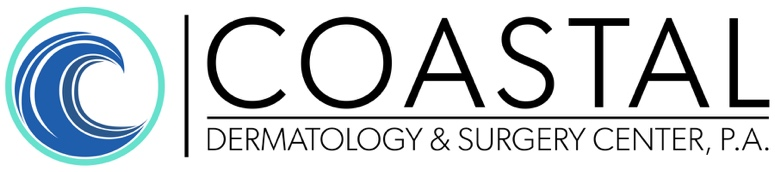 COASTAL
DERMATOLOGY & SURGERY CENTER, P.A.